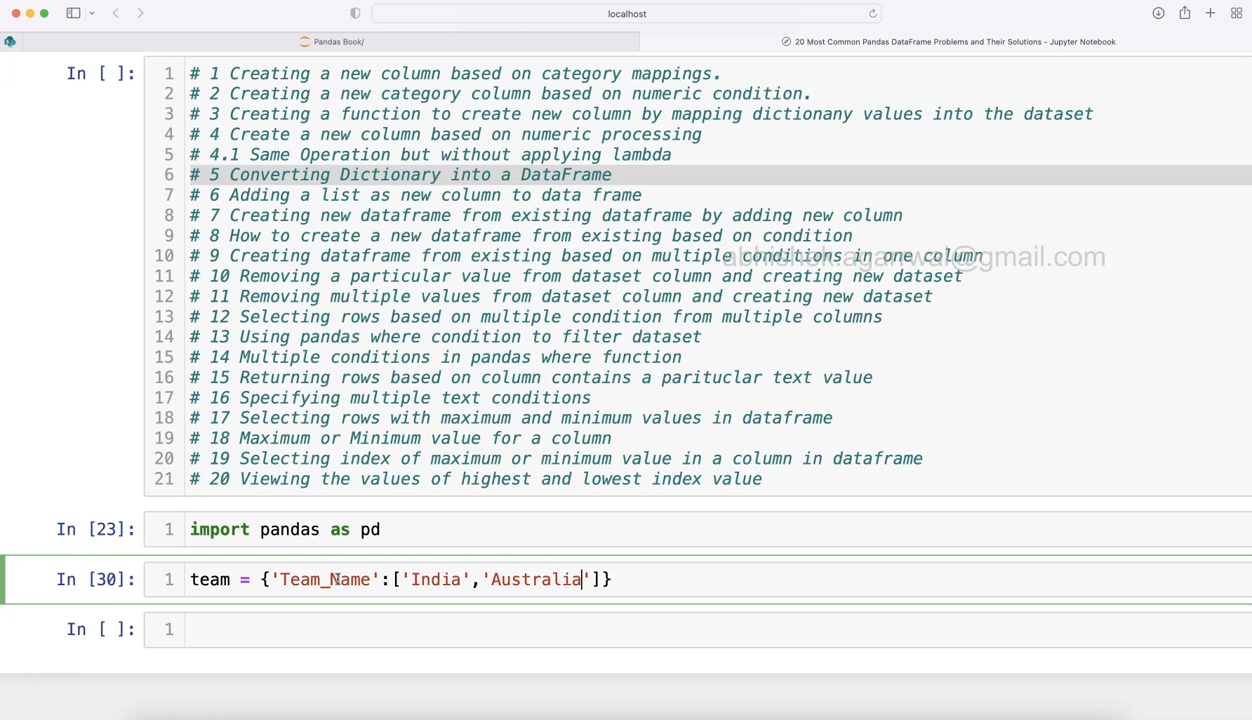 localhost
Pandas Book/
20 Most Common Pandas DataFrame Problems and Their Solutions - Jupyter Notebook
In [ ]:
1 # 1 Creating a new column based on category mappings.
2 # 2 Creating a new category column based on numeric condition.
3 # 3 Creating a function to create new column by mapping dictionany values into the dataset
4 # 4 Create a new column based on numeric processing
5 # 4.1 Same Operation but without applying lambda
6 # 5 Converting Dictionary into a DataFrame
7 # 6 Adding a list as new column to data frame
8 # 7 Creating new dataframe from existing dataframe by adding new column
9 # 8 How to create a new dataframe from existing based on condition
10 # 9 Creating dataframe from existing based on multiple conditions in one column
abhishok.aganwal@gmail.com
11 # 10 Removing a particular value from dataset column and creating new dataset
12 # 11 Removing multiple values from dataset column and creating new dataset
13 # 12 Selecting rows based on multiple condition from multiple columns
14 # 13 Using pandas where condition to filter dataset
15 # 14 Multiple conditions in pandas where function
16 # 15 Returning rows based on column contains a parituclar text value
17 # 16 Specifying multiple text conditions
18 # 17 Selecting rows with maximum and minimum values in dataframe
19 # 18 Maximum or Minimum value for a column
20 # 19 Selecting index of maximum or minimum value in a column in dataframe
21 # 20 Viewing the values of highest and lowest index value
In [23]: 1 import pandas as pd
In [30]: 1 team = {'Team_Name':['India','Australia']}
In [ ]: 1